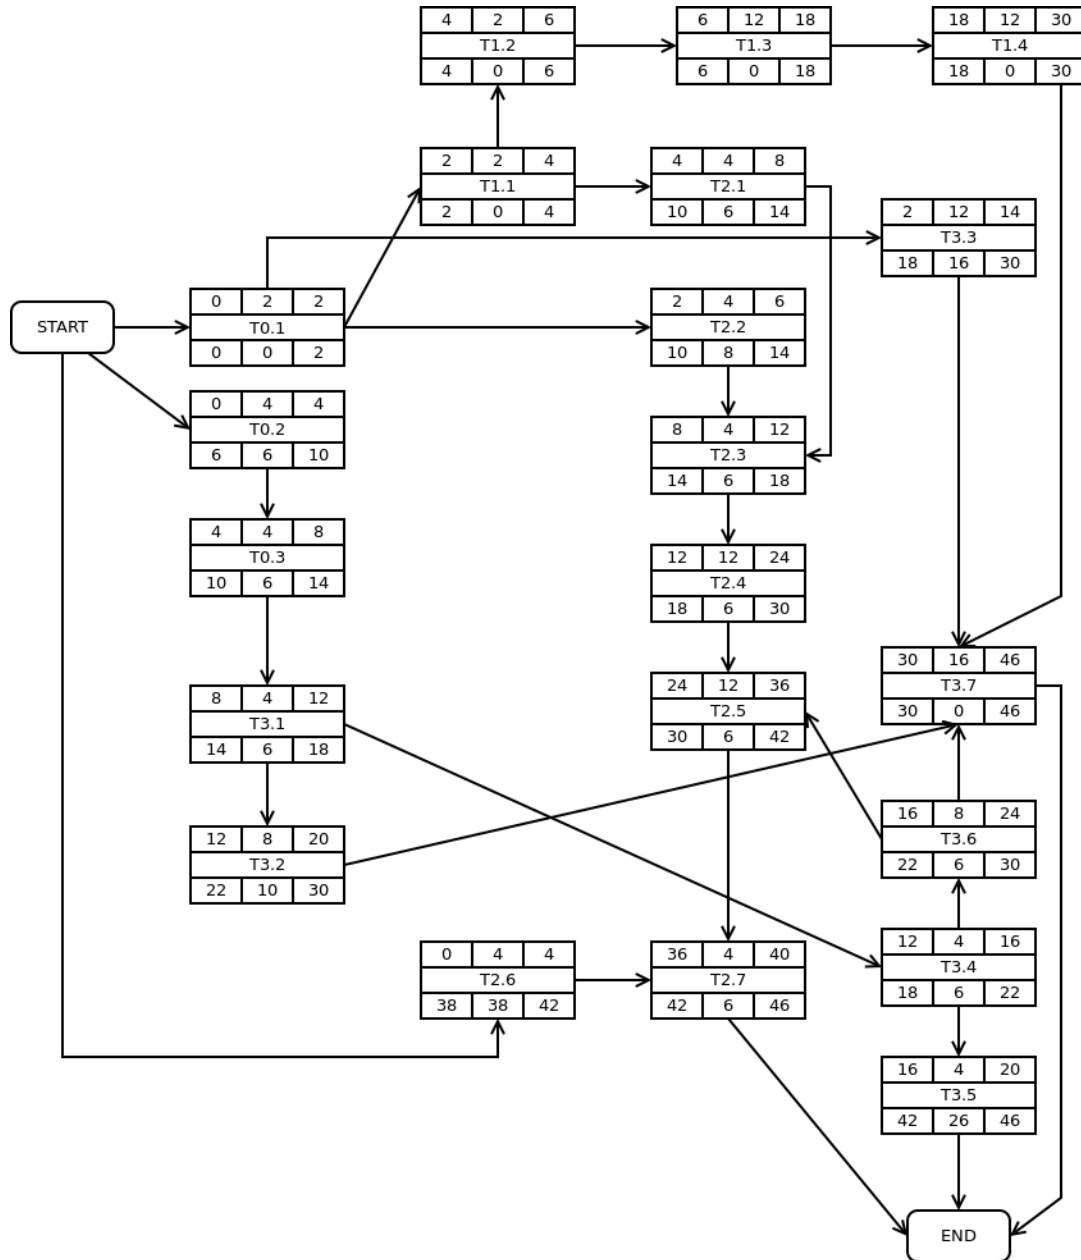 4 2 6
T1.2
4 0 6
6 12 18
T1.3
6 0 18
18 12 30
T1.4
18 0 30
2 2 4
T1.1
2 0 4
4 4 8
T2.1
10 6 14
2 12 14
T3.3
18 16 30
START
0 2 2
T0.1
0 0 2
2 4 6
T2.2
10 8 14
0 4 4
T0.2
6 6 10
8 4 12
T2.3
14 6 18
4 4 8
T0.3
10 6 14
12 12 24
T2.4
18 6 30
8 4 12
T3.1
14 6 18
24 12 36
T2.5
30 6 42
30 16 46
T3.7
30 0 46
12 8 20
T3.2
22 10 30
16 8 24
T3.6
22 6 30
0 4 4
T2.6
38 38 42
36 4 40
T2.7
42 6 46
12 4 16
T3.4
18 6 22
16 4 20
T3.5
42 26 46
END